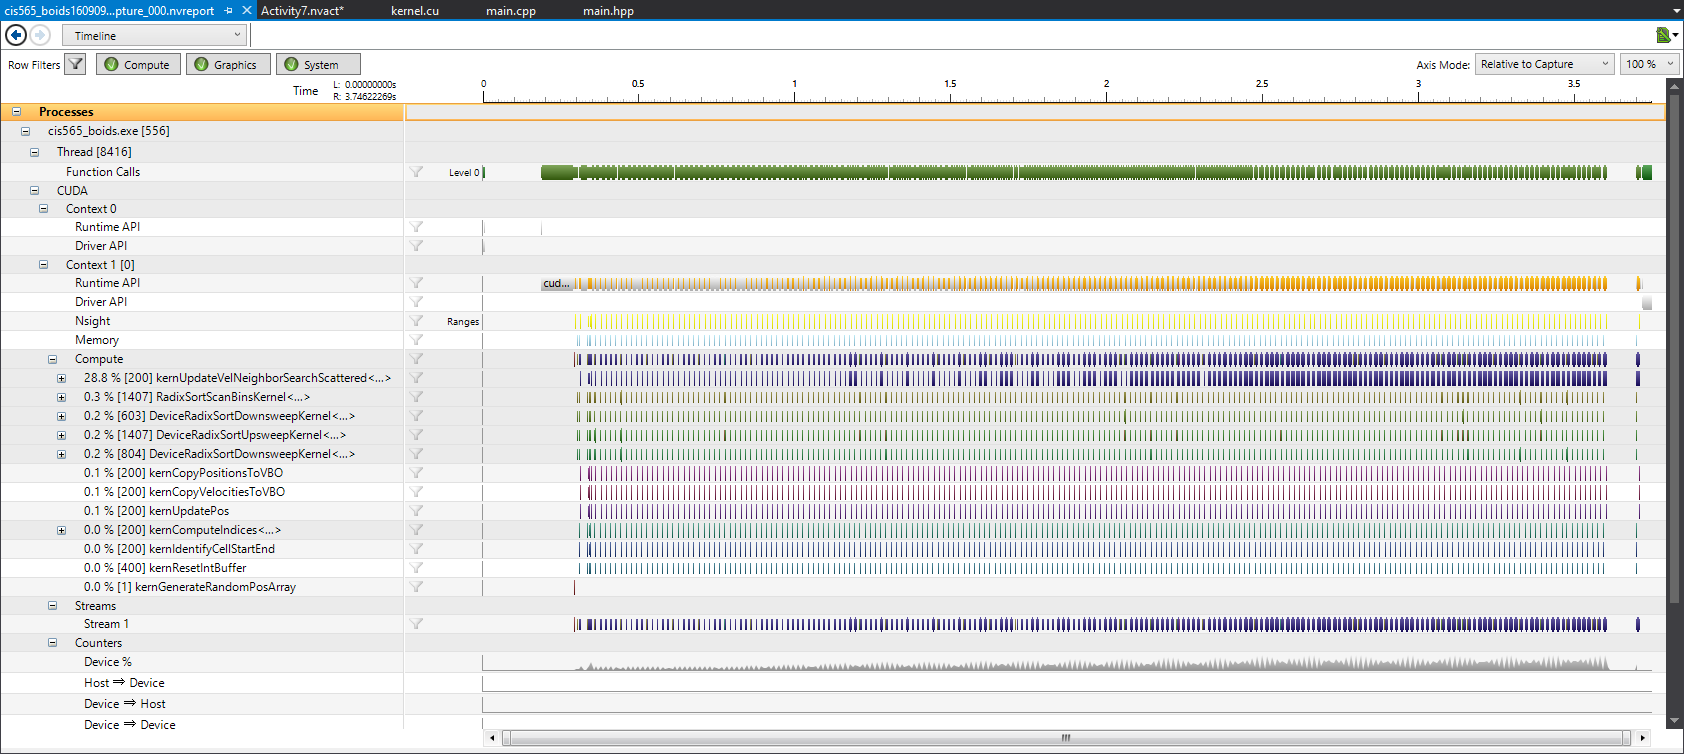 cis565_boids160909...pture_000.nvreport Activity7.nvact* kernel.cu main.cpp main.hpp
Timeline
Row Filters Compute Graphics System Axis Mode: Relative to Capture 100 %
Time L: 0.00000000s 0 0.5 1 1.5 2 2.5 3 3.5
R: 3.74622269s
Processes
cis565_boids.exe [556]
Thread [8416]
Function Calls Level 0
CUDA
Context 0
Runtime API
Driver API
Context 1 [0]
Runtime API cud...
Driver API
Nsight Ranges
Memory
Compute
28.8 % [200] kernUpdateVelNeighborSearchScattered<...>
0.3 % [1407] RadixSortScanBinsKernel<...>
0.2 % [603] DeviceRadixSortDownsweepKernel<...>
0.2 % [1407] DeviceRadixSortUpsweepKernel<...>
0.2 % [804] DeviceRadixSortDownsweepKernel<...>
0.1 % [200] kernCopyPositionsToVBO
0.1 % [200] kernCopyVelocitiesToVBO
0.1 % [200] kernUpdatePos
0.0 % [200] kernComputeIndices<...>
0.0 % [200] kernIdentifyCellStartEnd
0.0 % [400] kernResetIntBuffer
0.0 % [1] kernGenerateRandomPosArray
Streams
Stream 1
Counters
Device %
Host ⇒ Device
Device ⇒ Host
Device ⇒ Device